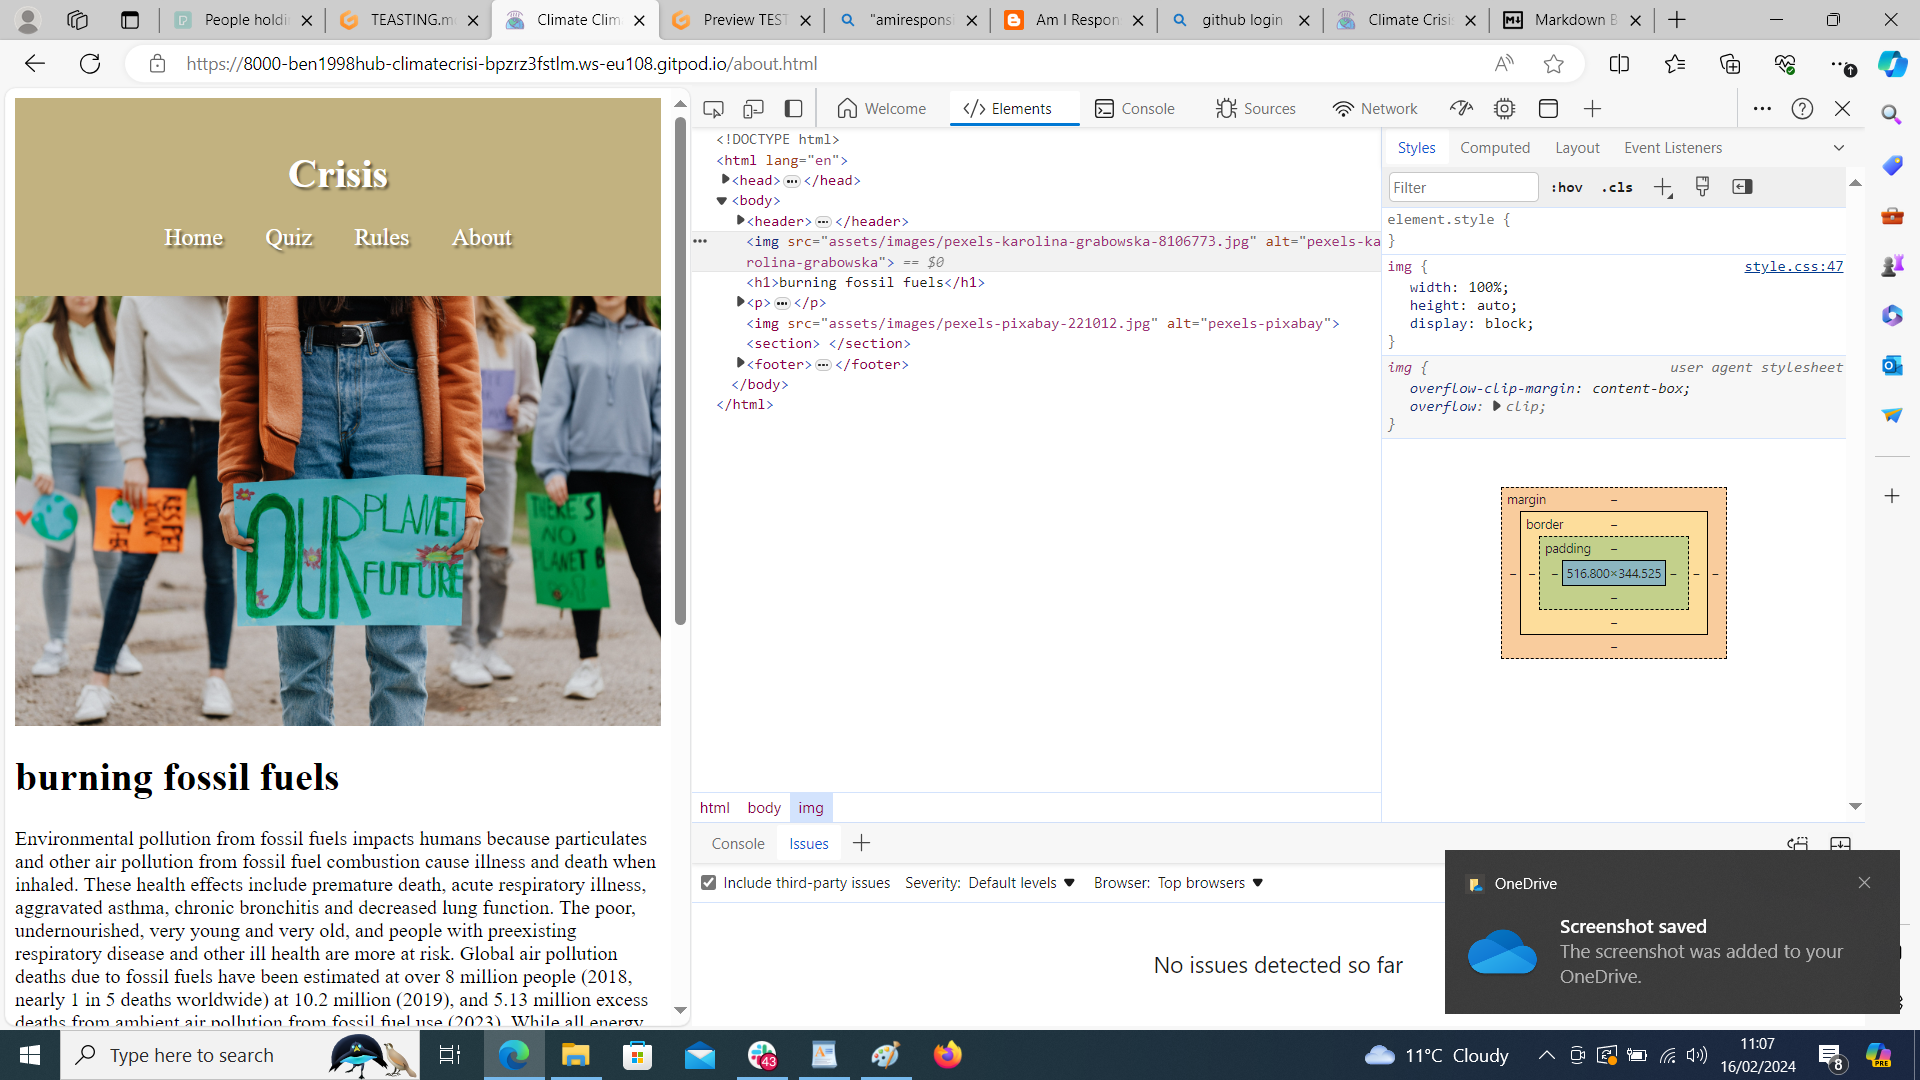 People holdi
TEASTING.m
Climate Clim
Preview TEST
"amiresponsi
Am I Respon
github login
Climate Crisi
Markdown B
https://8000-ben1998hub-climatecrisi-bpzrz3fstlm.ws-eu108.gitpod.io/about.html
Crisis
Home Quiz Rules About
OUR PLANET
OUR FUTURE
THERE'S
NO
PLANET B
burning fossil fuels
Environmental pollution from fossil fuels impacts humans because particulates
and other air pollution from fossil fuel combustion cause illness and death when
inhaled. These health effects include premature death, acute respiratory illness,
aggravated asthma, chronic bronchitis and decreased lung function. The poor,
undernourished, very young and very old, and people with preexisting
respiratory disease and other ill health are more at risk. Global air pollution
deaths due to fossil fuels have been estimated at over 8 million people (2018,
nearly 1 in 5 deaths worldwide) at 10.2 million (2019), and 5.13 million excess
deaths from ambient air pollution from fossil fuel use (2023). While all energy
Welcome
</> Elements
Console
Sources
Network
<!DOCTYPE html>
<html lang="en">
<head> ... </head>
<body>
<header> ... </header>
<img src="assets/images/pexels-karolina-grabowska-8106773.jpg" alt="pexels-ka
rolina-grabowska"> == $0
<h1>burning fossil fuels</h1>
<p> ... </p>
<img src="assets/images/pexels-pixabay-221012.jpg" alt="pexels-pixabay">
<section> </section>
<footer> ... </footer>
</body>
</html>
html body img
Styles Computed Layout Event Listeners
Filter
:hov .cls
element.style {
}
img {
style.css:47
width: 100%;
height: auto;
display: block;
}
img {
user agent stylesheet
overflow-clip-margin: content-box;
overflow: clip;
}
margin –
border –
padding –
– – – 516.800×344.525 – – –
–
–
–
Console Issues
Include third-party issues Severity: Default levels Browser: Top browsers
No issues detected so far
OneDrive
Screenshot saved
The screenshot was added to your
OneDrive.
Type here to search
43
11°C Cloudy
11:07
16/02/2024
8
PRE